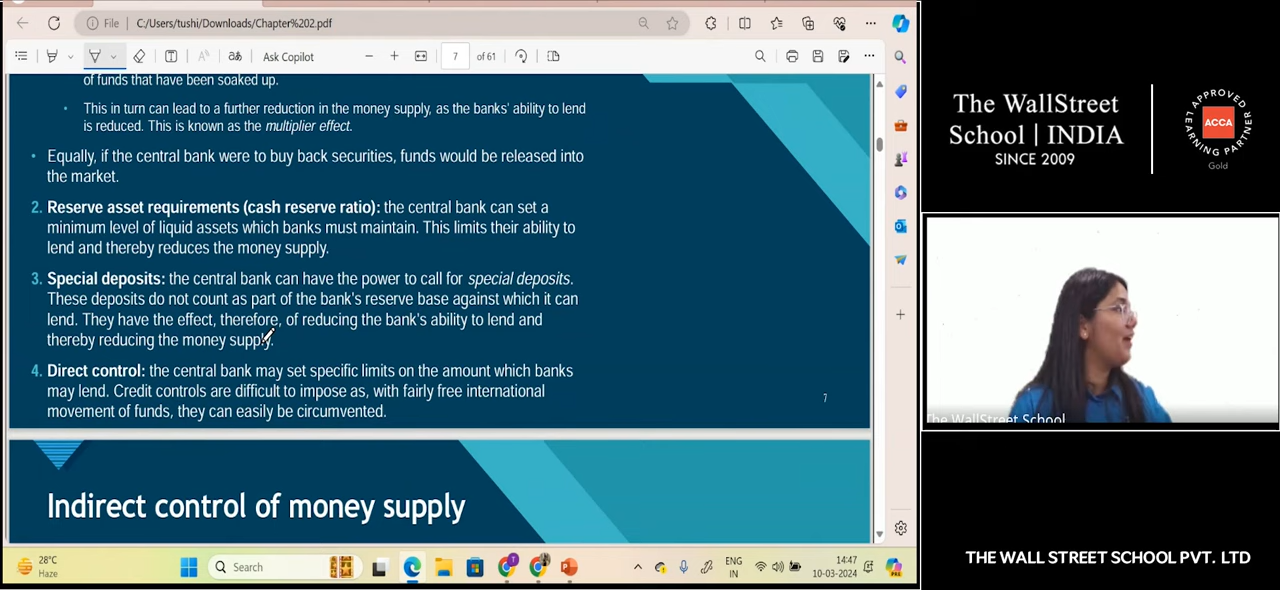 File
C:/Users/tushi/Downloads/Chapter%202.pdf
Ask Copilot
7
of 61
of funds that have been soaked up.
• This in turn can lead to a further reduction in the money supply, as the banks' ability to lend
is reduced. This is known as the multiplier effect.
• Equally, if the central bank were to buy back securities, funds would be released into
the market.
2. Reserve asset requirements (cash reserve ratio): the central bank can set a
minimum level of liquid assets which banks must maintain. This limits their ability to
lend and thereby reduces the money supply.
3. Special deposits: the central bank can have the power to call for special deposits.
These deposits do not count as part of the bank's reserve base against which it can
lend. They have the effect, therefore, of reducing the bank's ability to lend and
thereby reducing the money supply.
4. Direct control: the central bank may set specific limits on the amount which banks
may lend. Credit controls are difficult to impose as, with fairly free international
movement of funds, they can easily be circumvented.
7
Indirect control of money supply
28°C
Haze
Search
ENG
IN
14:47
10-03-2024
The WallStreet
School | INDIA
SINCE 2009
APPROVED
LEARNING PARTNER
ACCA
Gold
The WallStreet School
THE WALL STREET SCHOOL PVT. LTD